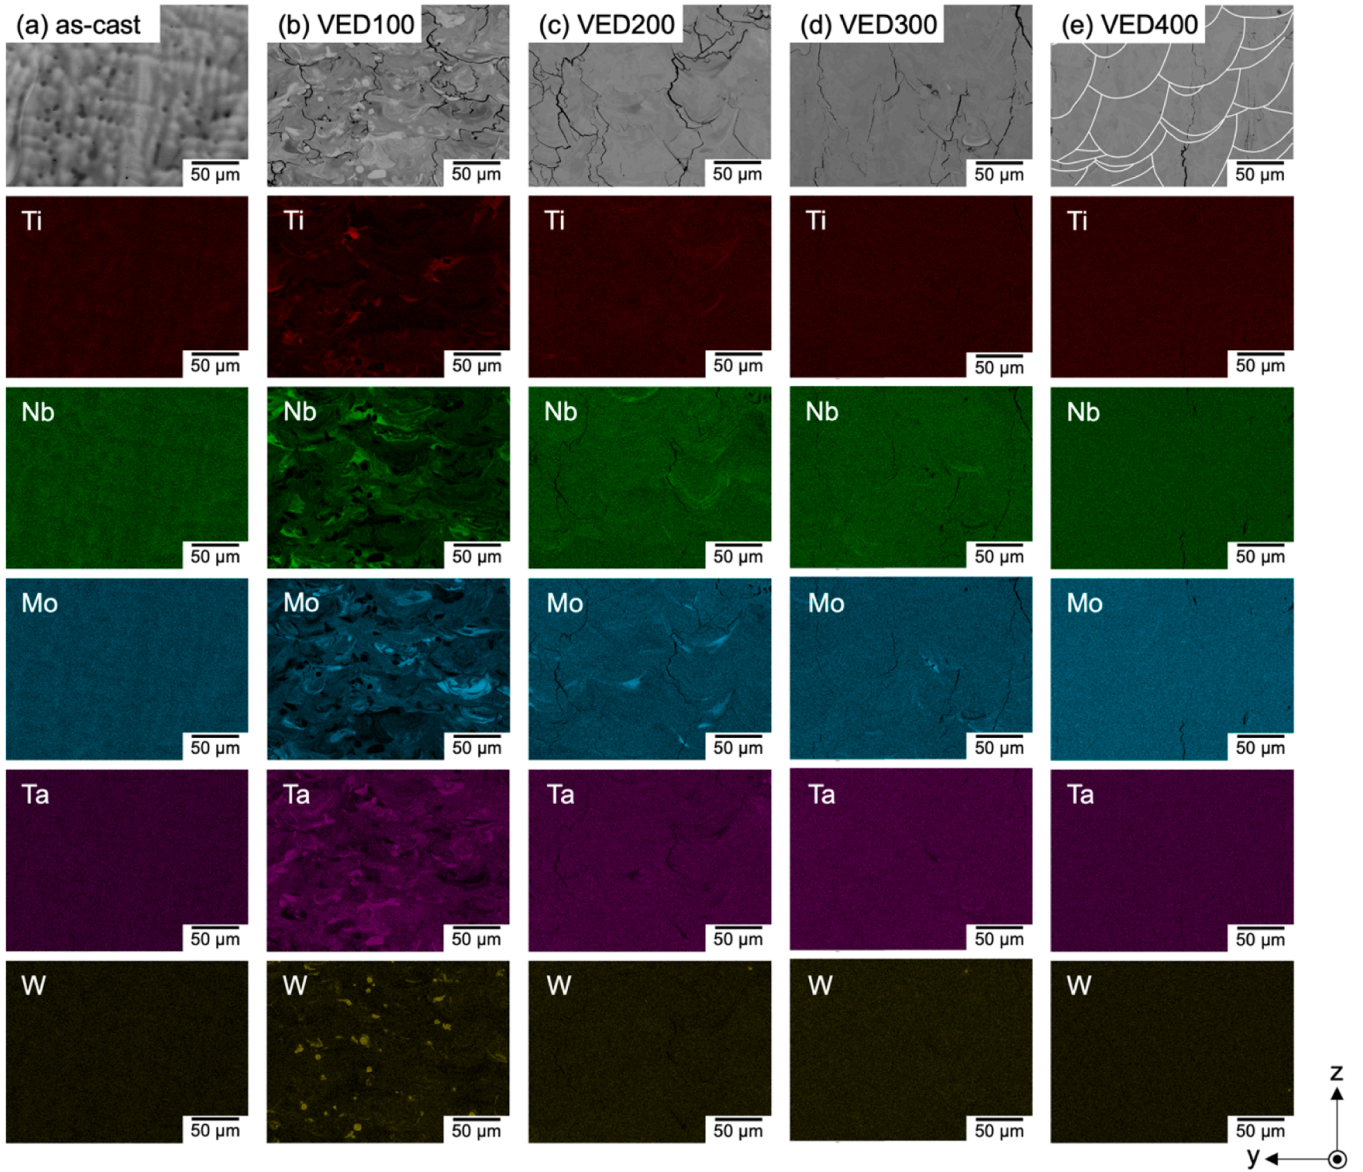 (a) as-cast (b) VED100 (c) VED200 (d) VED300 (e) VED400
50 µm 50 µm 50 µm 50 µm 50 µm
Ti Ti Ti Ti Ti
50 µm 50 µm 50 µm 50 µm 50 µm
Nb Nb Nb Nb Nb
50 µm 50 µm 50 µm 50 µm 50 µm
Mo Mo Mo Mo Mo
50 µm 50 µm 50 µm 50 µm 50 µm
Ta Ta Ta Ta Ta
50 µm 50 µm 50 µm 50 µm 50 µm
W W W W W
50 µm 50 µm 50 µm 50 µm 50 µm
z
y